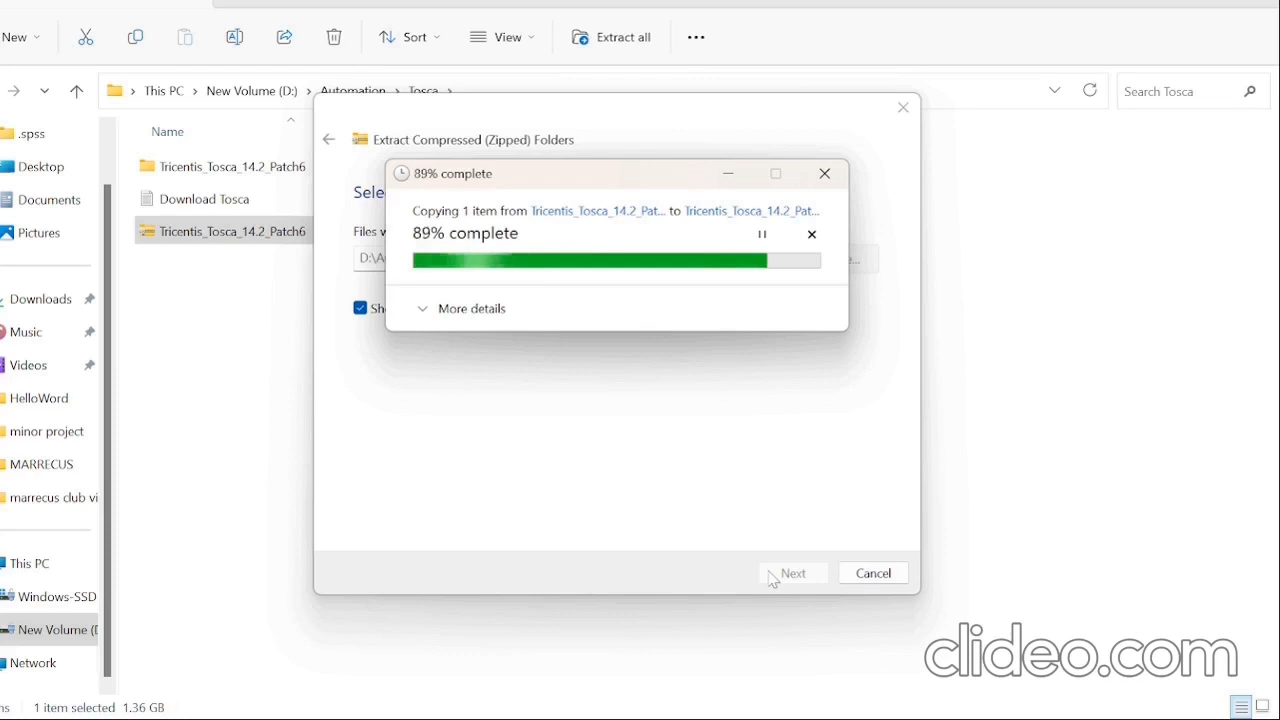 New
Sort
View
Extract all
This PC > New Volume (D:) > Automation > Tosca >
Search Tosca
.spss
Desktop
Documents
Pictures
Downloads
Music
Videos
HelloWord
minor project
MARRECUS
marrecus club vi
This PC
Windows-SSD
New Volume (D
Network
Name
Tricentis_Tosca_14.2_Patch6
Download Tosca
Tricentis_Tosca_14.2_Patch6
Extract Compressed (Zipped) Folders
Sele
Files w
D:\Au
Sho
89% complete
Copying 1 item from Tricentis_Tosca_14.2_Pat... to Tricentis_Tosca_14.2_Pat...
89% complete
More details
Next
Cancel
1 item selected 1.36 GB
clideo.com